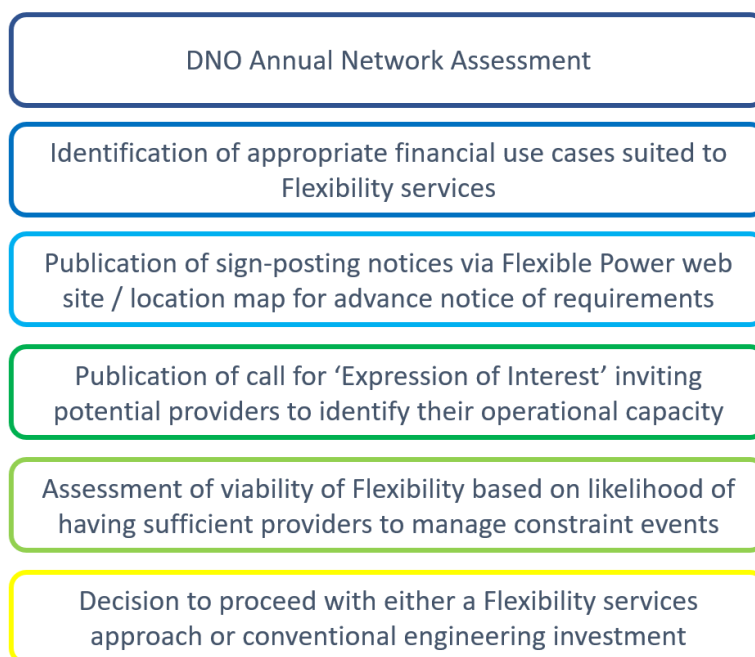 DNO Annual Network Assessment
Identification of appropriate financial use cases suited to
Flexibility services
Publication of sign-posting notices via Flexible Power web
site / location map for advance notice of requirements
Publication of call for ‘Expression of Interest’ inviting
potential providers to identify their operational capacity
Assessment of viability of Flexibility based on likelihood of
having sufficient providers to manage constraint events
Decision to proceed with either a Flexibility services
approach or conventional engineering investment